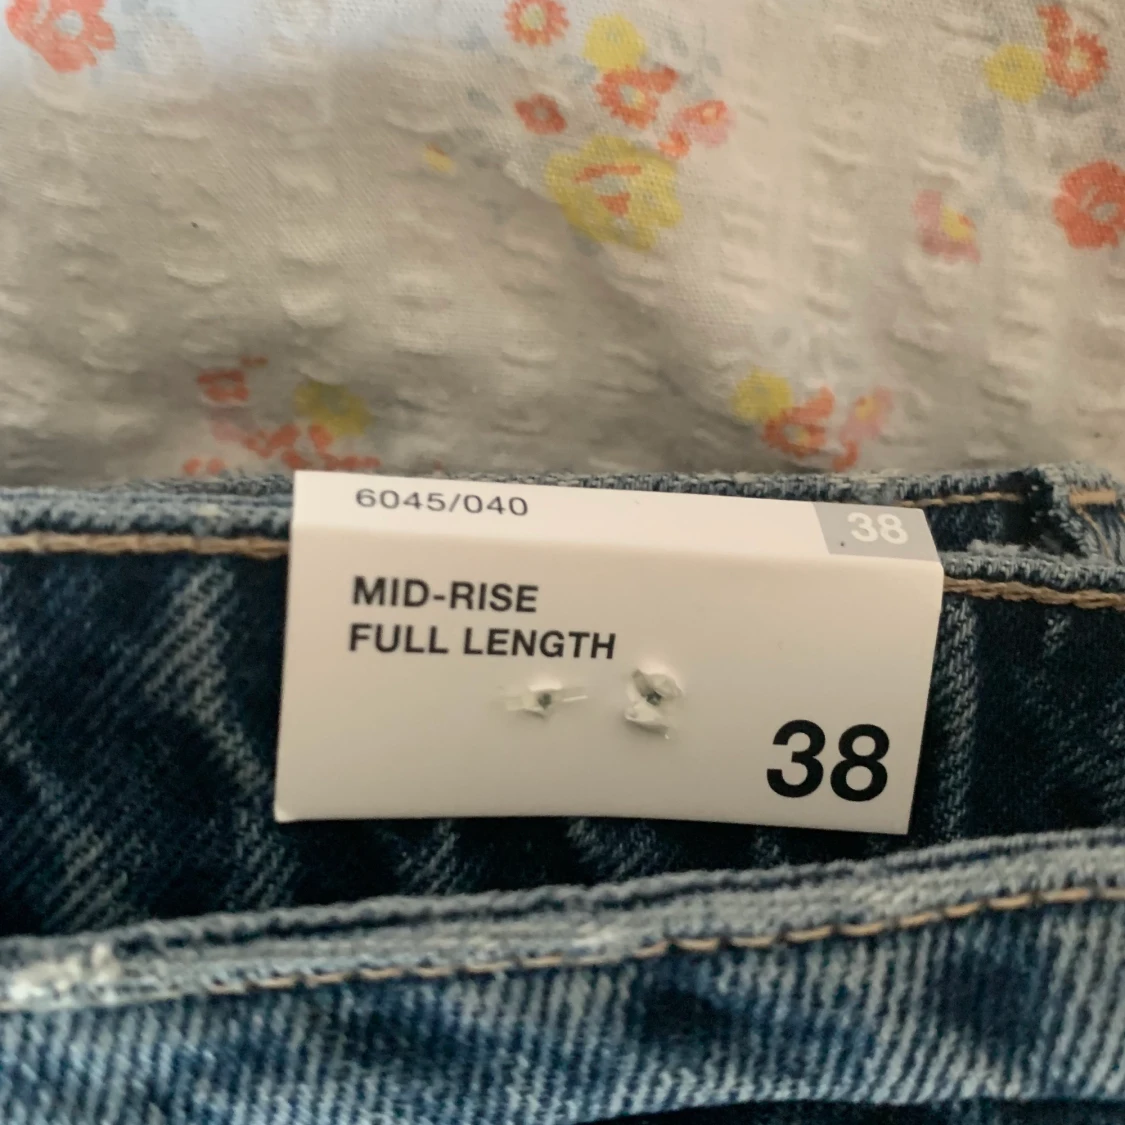 6045/040
38
MID-RISE
FULL LENGTH
38